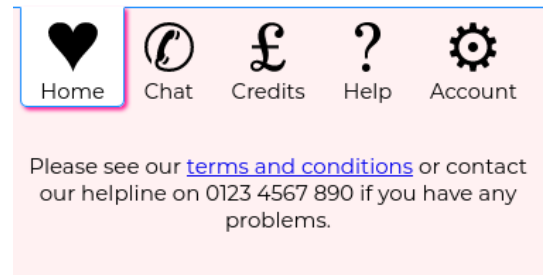 ♥ ✆ £ ? ⚙
Home Chat Credits Help Account
Please see our terms and conditions or contact
our helpline on 0123 4567 890 if you have any
problems.